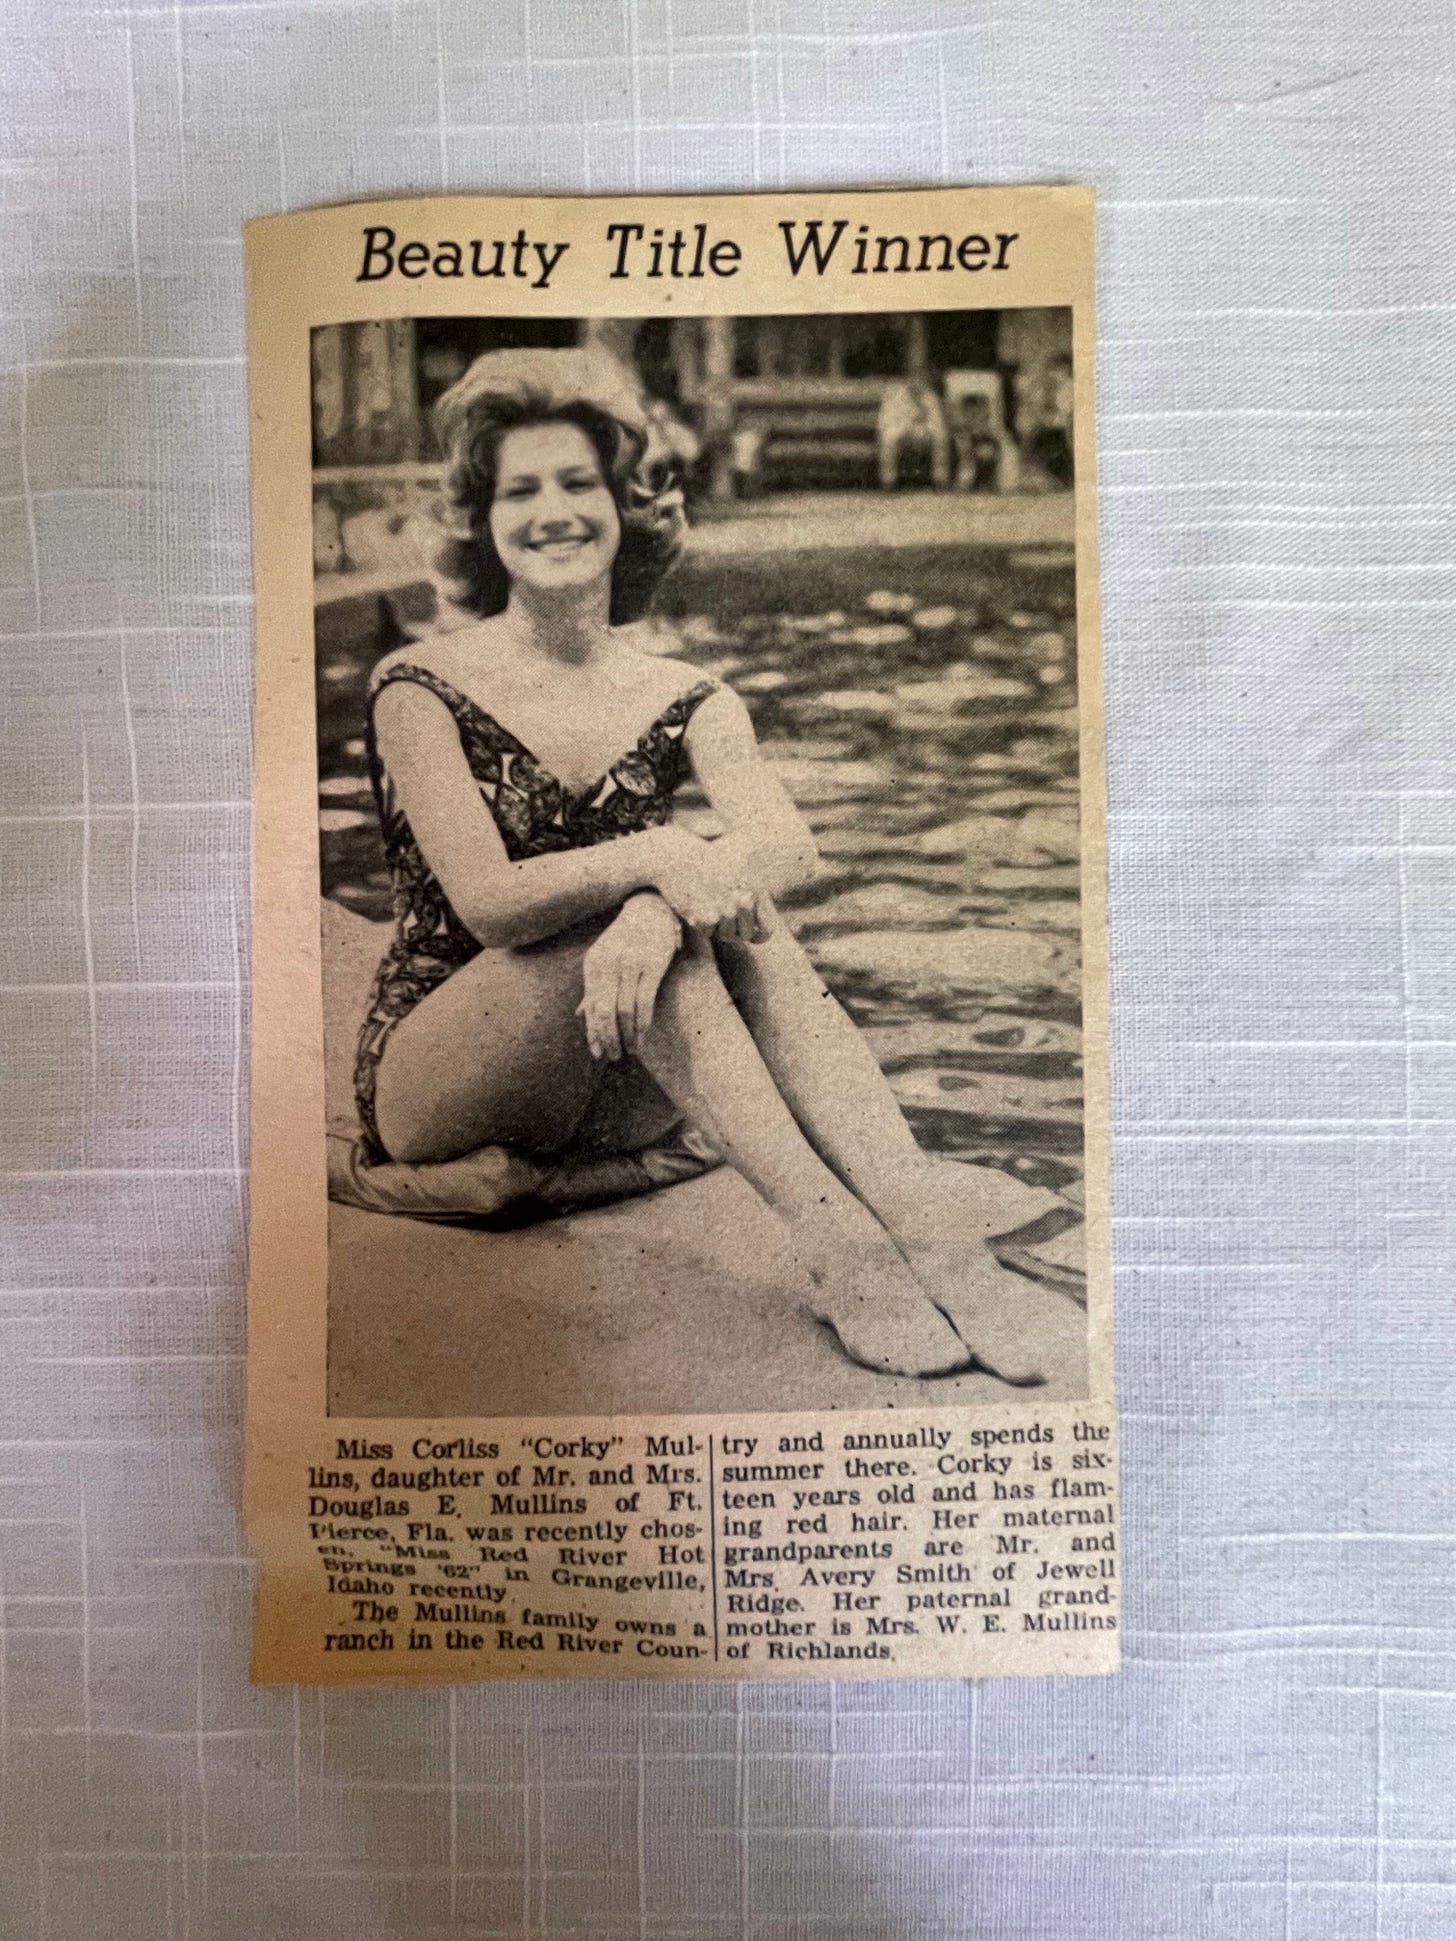 Beauty Title Winner
Miss Corliss "Corky" Mul-
lins, daughter of Mr. and Mrs.
Douglas E. Mullins of Ft.
Pierce, Fla. was recently chos-
en, "Miss Red River Hot
Springs '62" in Grangeville,
Idaho recently.
The Mullins family owns a
ranch in the Red River Coun-
try and annually spends the
summer there. Corky is six-
teen years old and has flam-
ing red hair. Her maternal
grandparents are Mr. and
Mrs. Avery Smith of Jewell
Ridge. Her paternal grand-
mother is Mrs. W. E. Mullins
of Richlands.